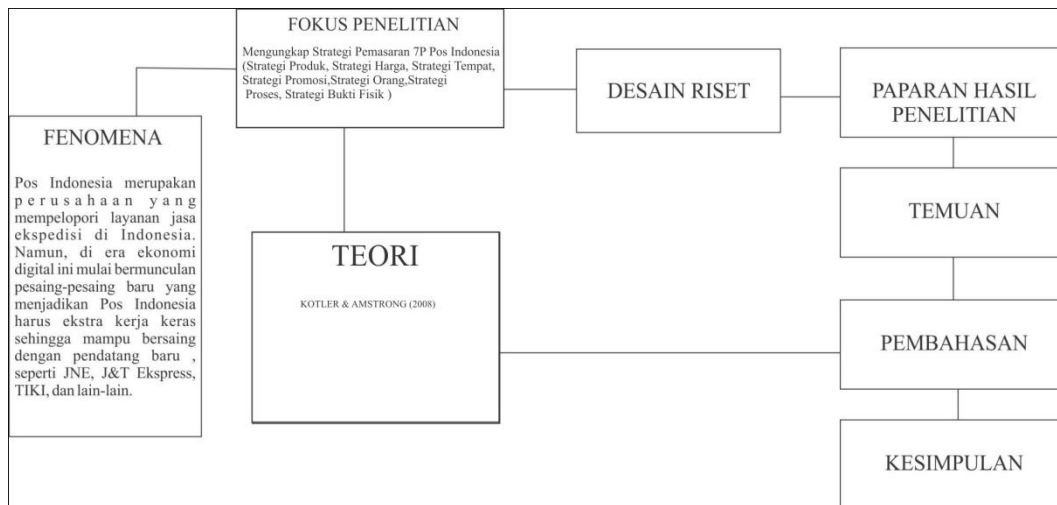 FOKUS PENELITIAN
Mengungkap Strategi Pemasaran 7P Pos Indonesia
(Strategi Produk, Strategi Harga, Strategi Tempat,
Strategi Promosi,Strategi Orang,Strategi
Proses, Strategi Bukti Fisik )
FENOMENA
Pos Indonesia merupakan
perusahaan yang
mempelopori layanan jasa
ekspedisi di Indonesia.
Namun, di era ekonomi
digital ini mulai bermunculan
pesaing-pesaing baru yang
menjadikan Pos Indonesia
harus ekstra kerja keras
sehingga mampu bersaing
dengan pendatang baru ,
seperti JNE, J&T Ekspress,
TIKI, dan lain-lain.
TEORI
KOTLER & AMSTRONG (2008)
DESAIN RISET
PAPARAN HASIL
PENELITIAN
TEMUAN
PEMBAHASAN
KESIMPULAN